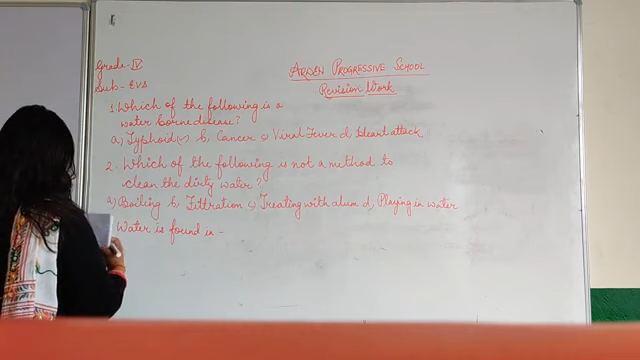 Grade-IV
ARDEN PROGRESSIVE SCHOOL
Sub- EVS
Revision Work
1. Which of the following is a
water borne disease?
a) Typhoid(✓) b, Cancer c) Viral Fever d Heart attack
2. Which of the following is not a method to
clean the dirty water?
a) Boiling b, Filtration c, Treating with alum d, Playing in water
Water is found in -